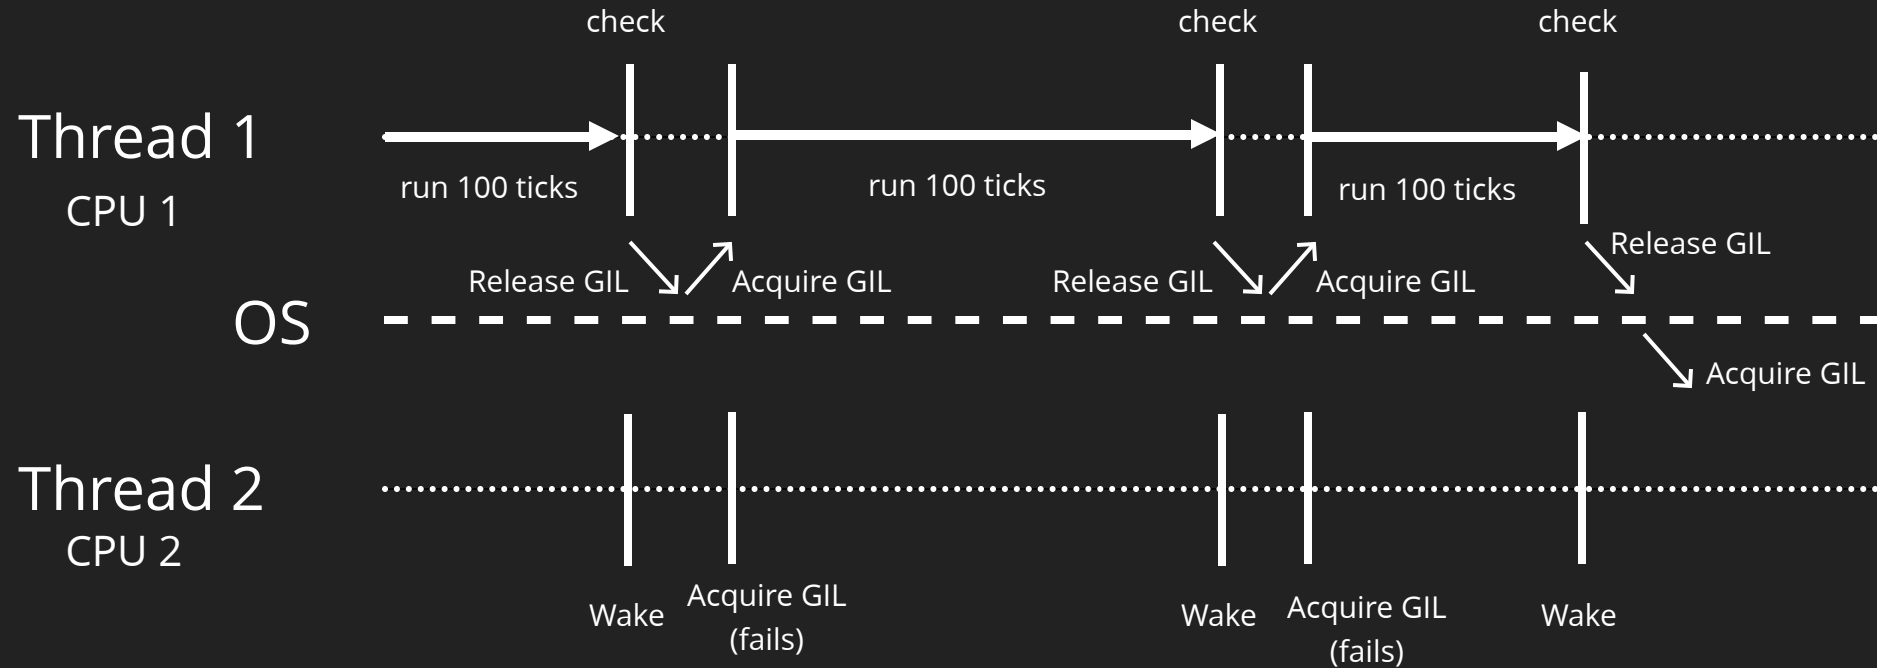 check
check
check
Thread 1
CPU 1
run 100 ticks
run 100 ticks
run 100 ticks
Release GIL
Acquire GIL
Release GIL
Acquire GIL
Release GIL
OS
Acquire GIL
Thread 2
CPU 2
Wake
Acquire GIL
(fails)
Wake
Acquire GIL
(fails)
Wake